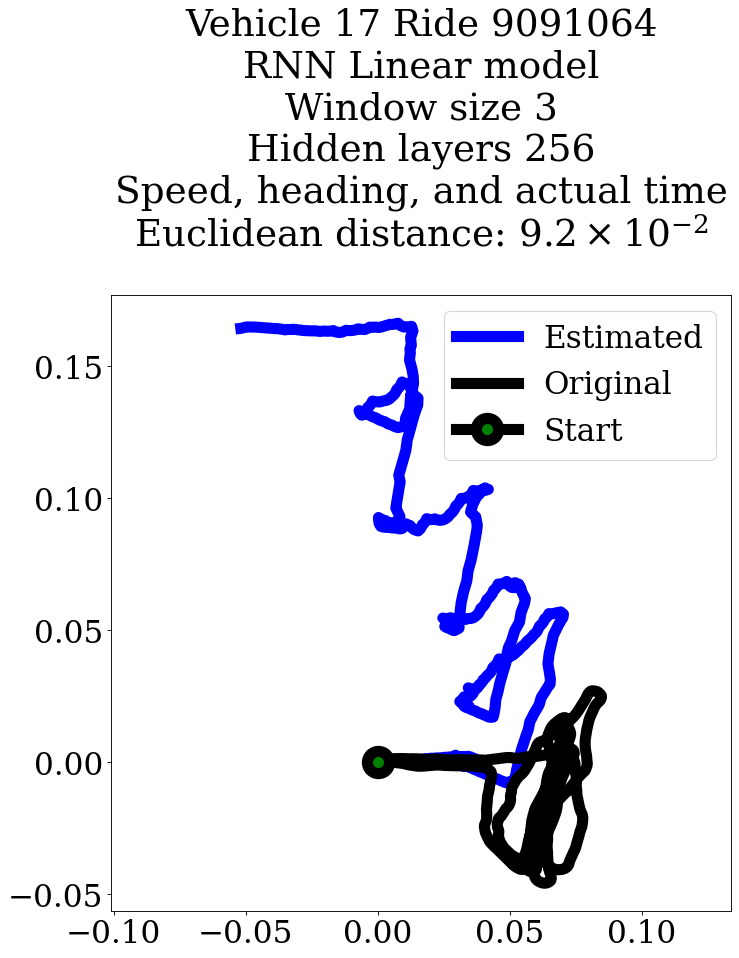 Vehicle 17 Ride 9091064
RNN Linear model
Window size 3
Hidden layers 256
Speed, heading, and actual time
Euclidean distance: 9.2 × 10⁻²
Estimated
Original
Start
0.15
0.10
0.05
0.00
−0.05
−0.10
−0.05
0.00
0.05
0.10